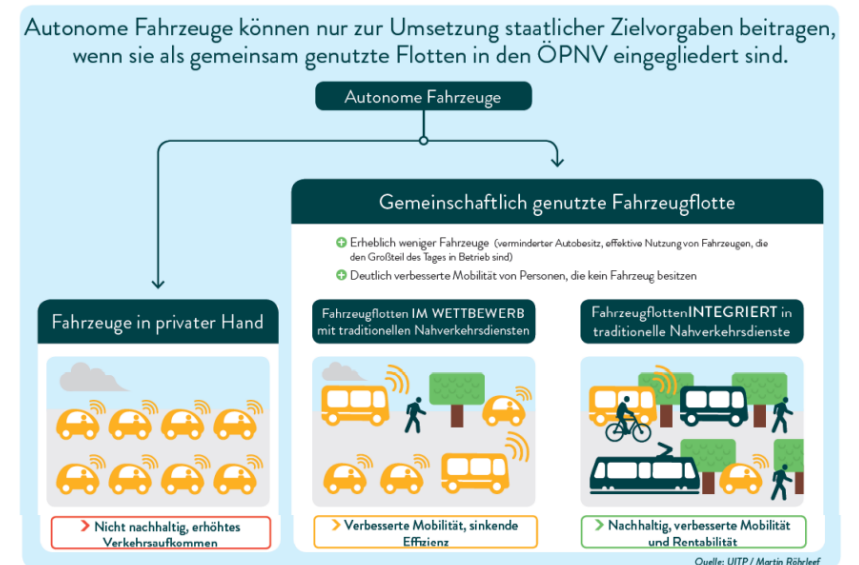 Autonome Fahrzeuge können nur zur Umsetzung staatlicher Zielvorgaben beitragen,
wenn sie als gemeinsam genutzte Flotten in den ÖPNV eingegliedert sind.
Autonome Fahrzeuge
Gemeinschaftlich genutzte Fahrzeugflotte
Erheblich weniger Fahrzeuge (verminderter Autobesitz, effektive Nutzung von Fahrzeugen, die
den Großteil des Tages in Betrieb sind)
Deutlich verbesserte Mobilität von Personen, die kein Fahrzeug besitzen
Fahrzeuge in privater Hand
Nicht nachhaltig, erhöhtes
Verkehrsaufkommen
Fahrzeugflotten IM WETTBEWERB
mit traditionellen Nahverkehrsdiensten
Verbesserte Mobilität, sinkende
Effizienz
Fahrzeugflotten INTEGRIERT in
traditionelle Nahverkehrsdienste
Nachhaltig, verbesserte Mobilität
und Rentabilität
Quelle: UITP / Martin Röhrleef